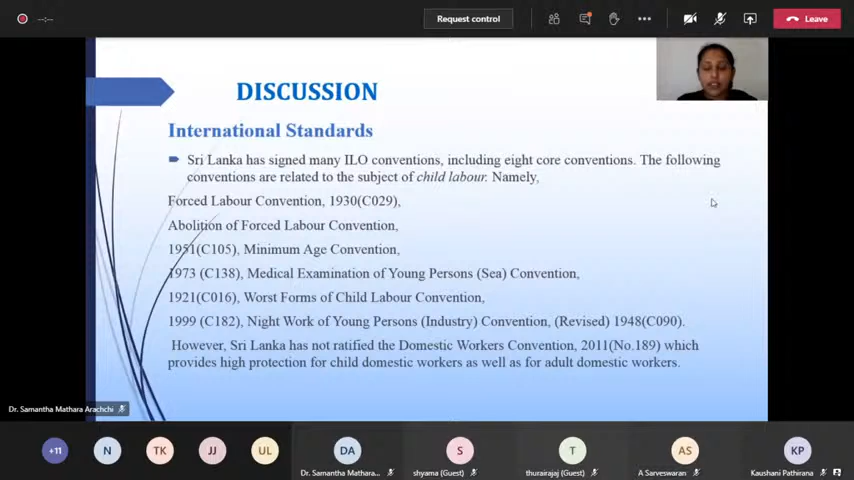 --:--
Request control
Leave
DISCUSSION
International Standards
Sri Lanka has signed many ILO conventions, including eight core conventions. The following
conventions are related to the subject of child labour. Namely,
Forced Labour Convention, 1930(C029),
Abolition of Forced Labour Convention,
1951(C105), Minimum Age Convention,
1973 (C138), Medical Examination of Young Persons (Sea) Convention,
1921(C016), Worst Forms of Child Labour Convention,
1999 (C182), Night Work of Young Persons (Industry) Convention, (Revised) 1948(C090).
However, Sri Lanka has not ratified the Domestic Workers Convention, 2011(No.189) which
provides high protection for child domestic workers as well as for adult domestic workers.
Dr. Samantha Mathara Arachchi
+11
N
TK
JJ
UL
DA
S
T
AS
KP
Dr. Samantha Mathara...
shyama (Guest)
thurairajaj (Guest)
A Sarveswaran
Kaushani Pathirana